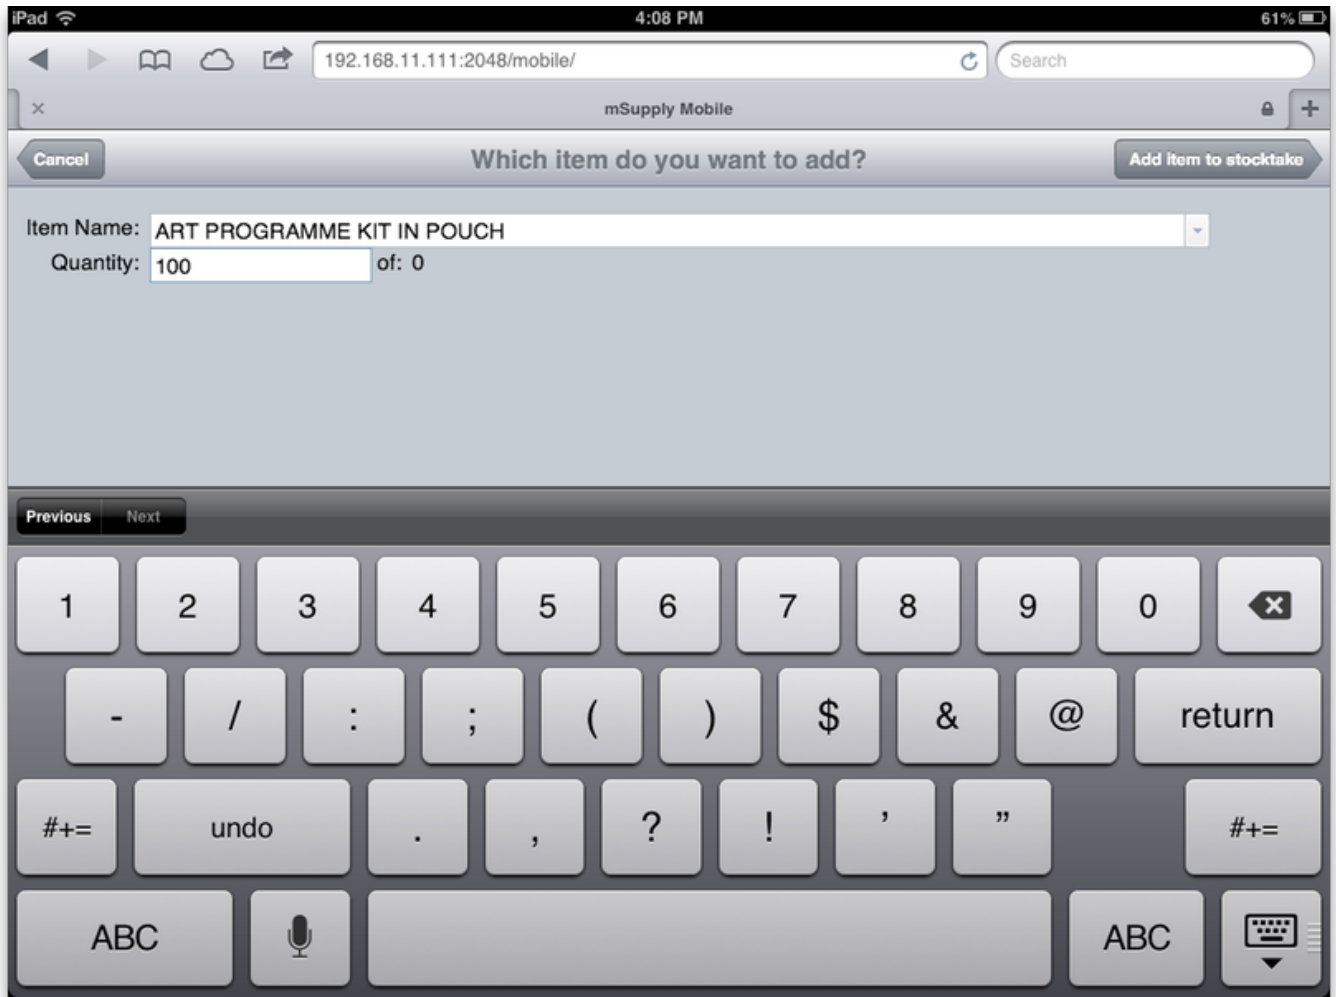 iPad 4:08 PM 61%
192.168.11.111:2048/mobile/ Search
× mSupply Mobile +
Cancel Which item do you want to add? Add item to stocktake
Item Name: ART PROGRAMME KIT IN POUCH
Quantity: 100 of: 0
Previous Next
1 2 3 4 5 6 7 8 9 0
- / : ; ( ) $ & @ return
#+= undo . , ? ! ’ ” #+=
ABC ABC